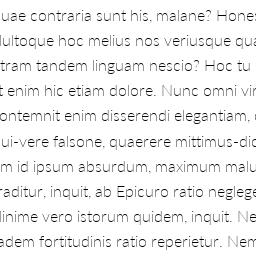 uae contraria sunt his, malane? Hones
ultoque hoc melius nos veriusque qua
tram tandem linguam nescio? Hoc tu
t enim hic etiam dolore. Nunc omni vir
ontemnit enim disserendi elegantiam, c
ui-vere falsone, quaerere mittimus-dic
m id ipsum absurdum, maximum malu
raditur, inquit, ab Epicuro ratio neglege
inime vero istorum quidem, inquit. Ne
adem fortitudinis ratio reperietur. Nem